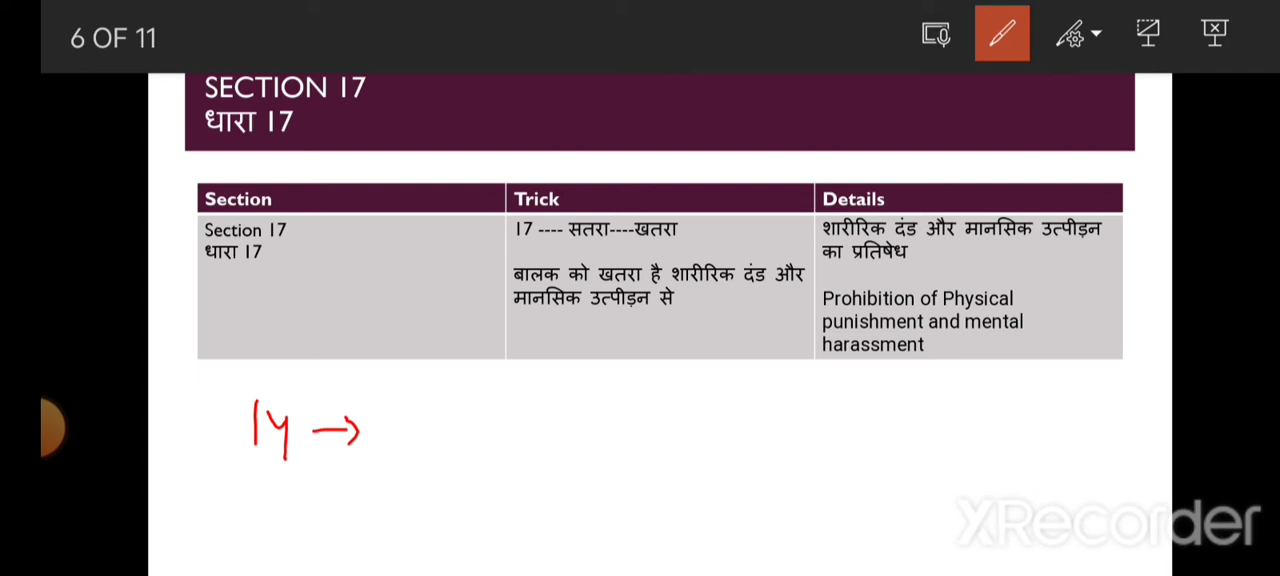 6 OF 11
SECTION 17
धारा 17
Section Trick Details
Section 17
धारा 17
17 ---- सतरा----खतरा
बालक को खतरा है शारीरिक दंड और
मानसिक उत्पीड़न से
शारीरिक दंड और मानसिक उत्पीड़न
का प्रतिषेध
Prohibition of Physical
punishment and mental
harassment
→
XRecorder